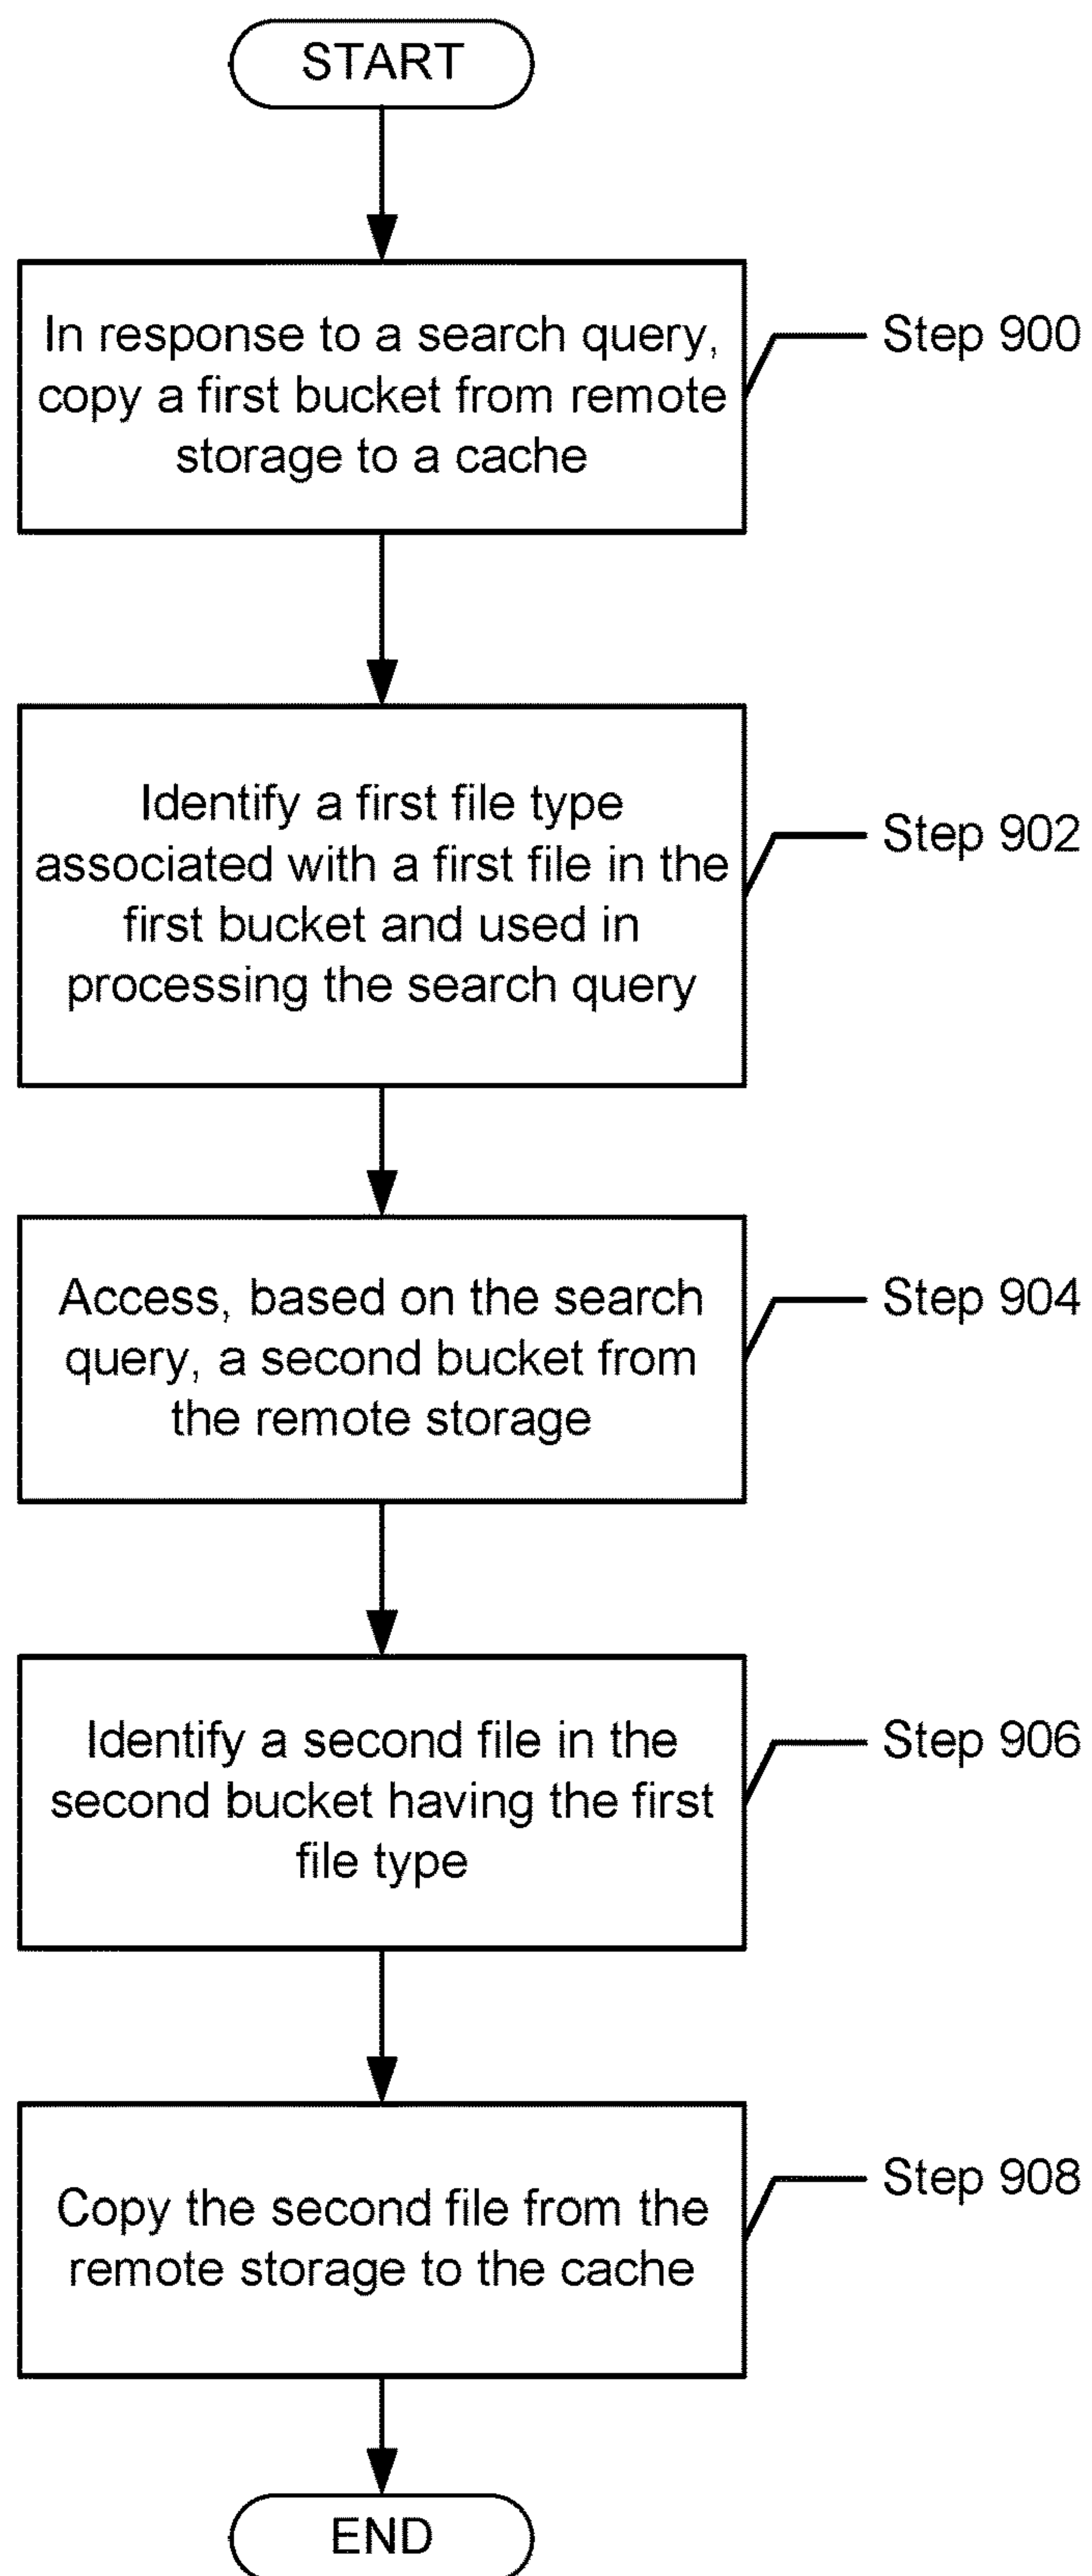 START
In response to a search query,
copy a first bucket from remote
storage to a cache
Step 900
Identify a first file type
associated with a first file in the
first bucket and used in
processing the search query
Step 902
Access, based on the search
query, a second bucket from
the remote storage
Step 904
Identify a second file in the
second bucket having the first
file type
Step 906
Copy the second file from the
remote storage to the cache
Step 908
END